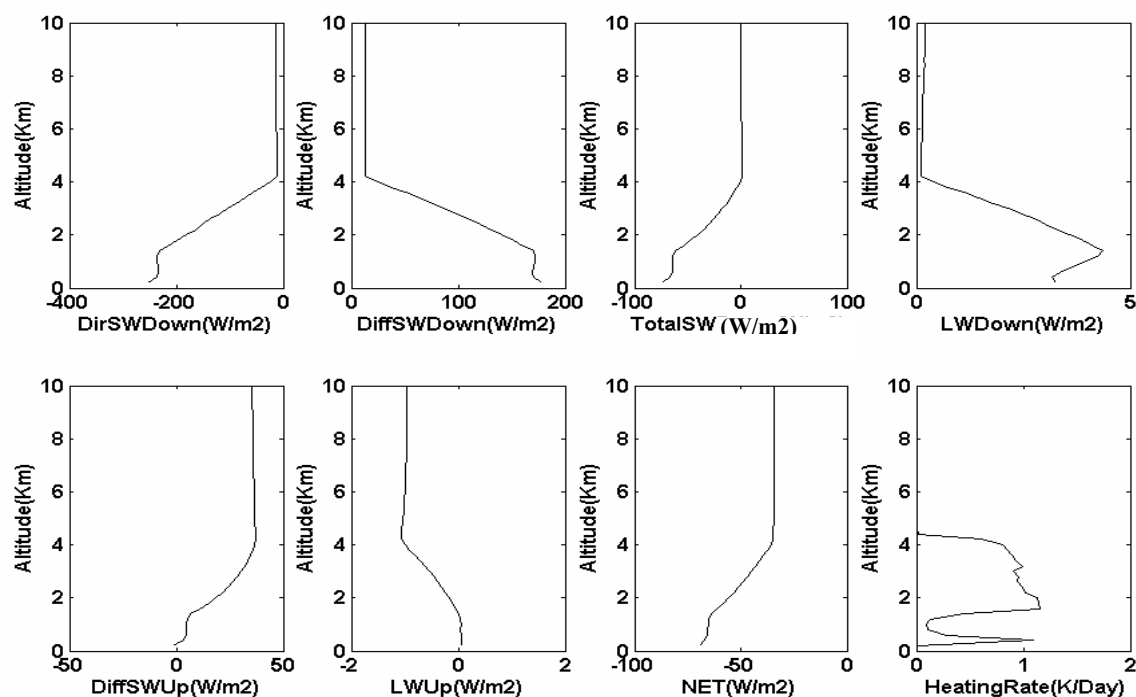 10 10 10 10
8 8 8 8
6 6 6 6
4 4 4 4
2 2 2 2
0 0 0 0
Altitude(Km) Altitude(Km) Altitude(Km) Altitude(Km)
-400 -200 0 0 100 200 -100 0 100 0 5
DirSWDown(W/m2) DiffSWDown(W/m2) TotalSW (W/m2) LWDown(W/m2)
10 10 10 10
8 8 8 8
6 6 6 6
4 4 4 4
2 2 2 2
0 0 0 0
Altitude(Km) Altitude(Km) Altitude(Km) Altitude(Km)
-50 0 50 -2 0 2 -100 -50 0 0 1 2
DiffSWUp(W/m2) LWUp(W/m2) NET(W/m2) HeatingRate(K/Day)